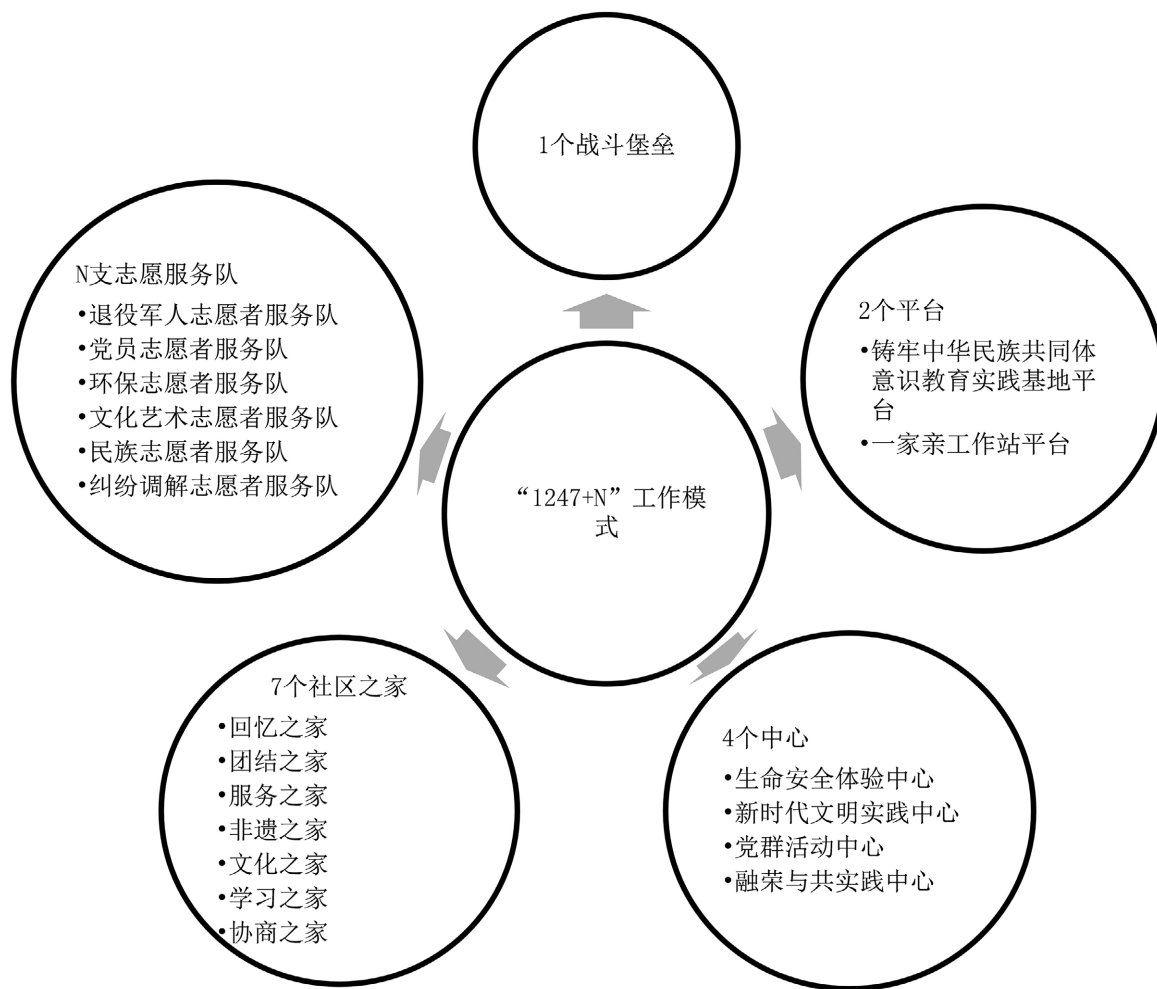 1个战斗堡垒
N支志愿服务队
•退役军人志愿者服务队
•党员志愿者服务队
•环保志愿者服务队
•文化艺术志愿者服务队
•民族志愿者服务队
•纠纷调解志愿者服务队
2个平台
•铸牢中华民族共同体
意识教育实践基地平
台
•一家亲工作站平台
“1247+N”工作模
式
7个社区之家
•回忆之家
•团结之家
•服务之家
•非遗之家
•文化之家
•学习之家
•协商之家
4个中心
•生命安全体验中心
•新时代文明实践中心
•党群活动中心
•融荣与共实践中心